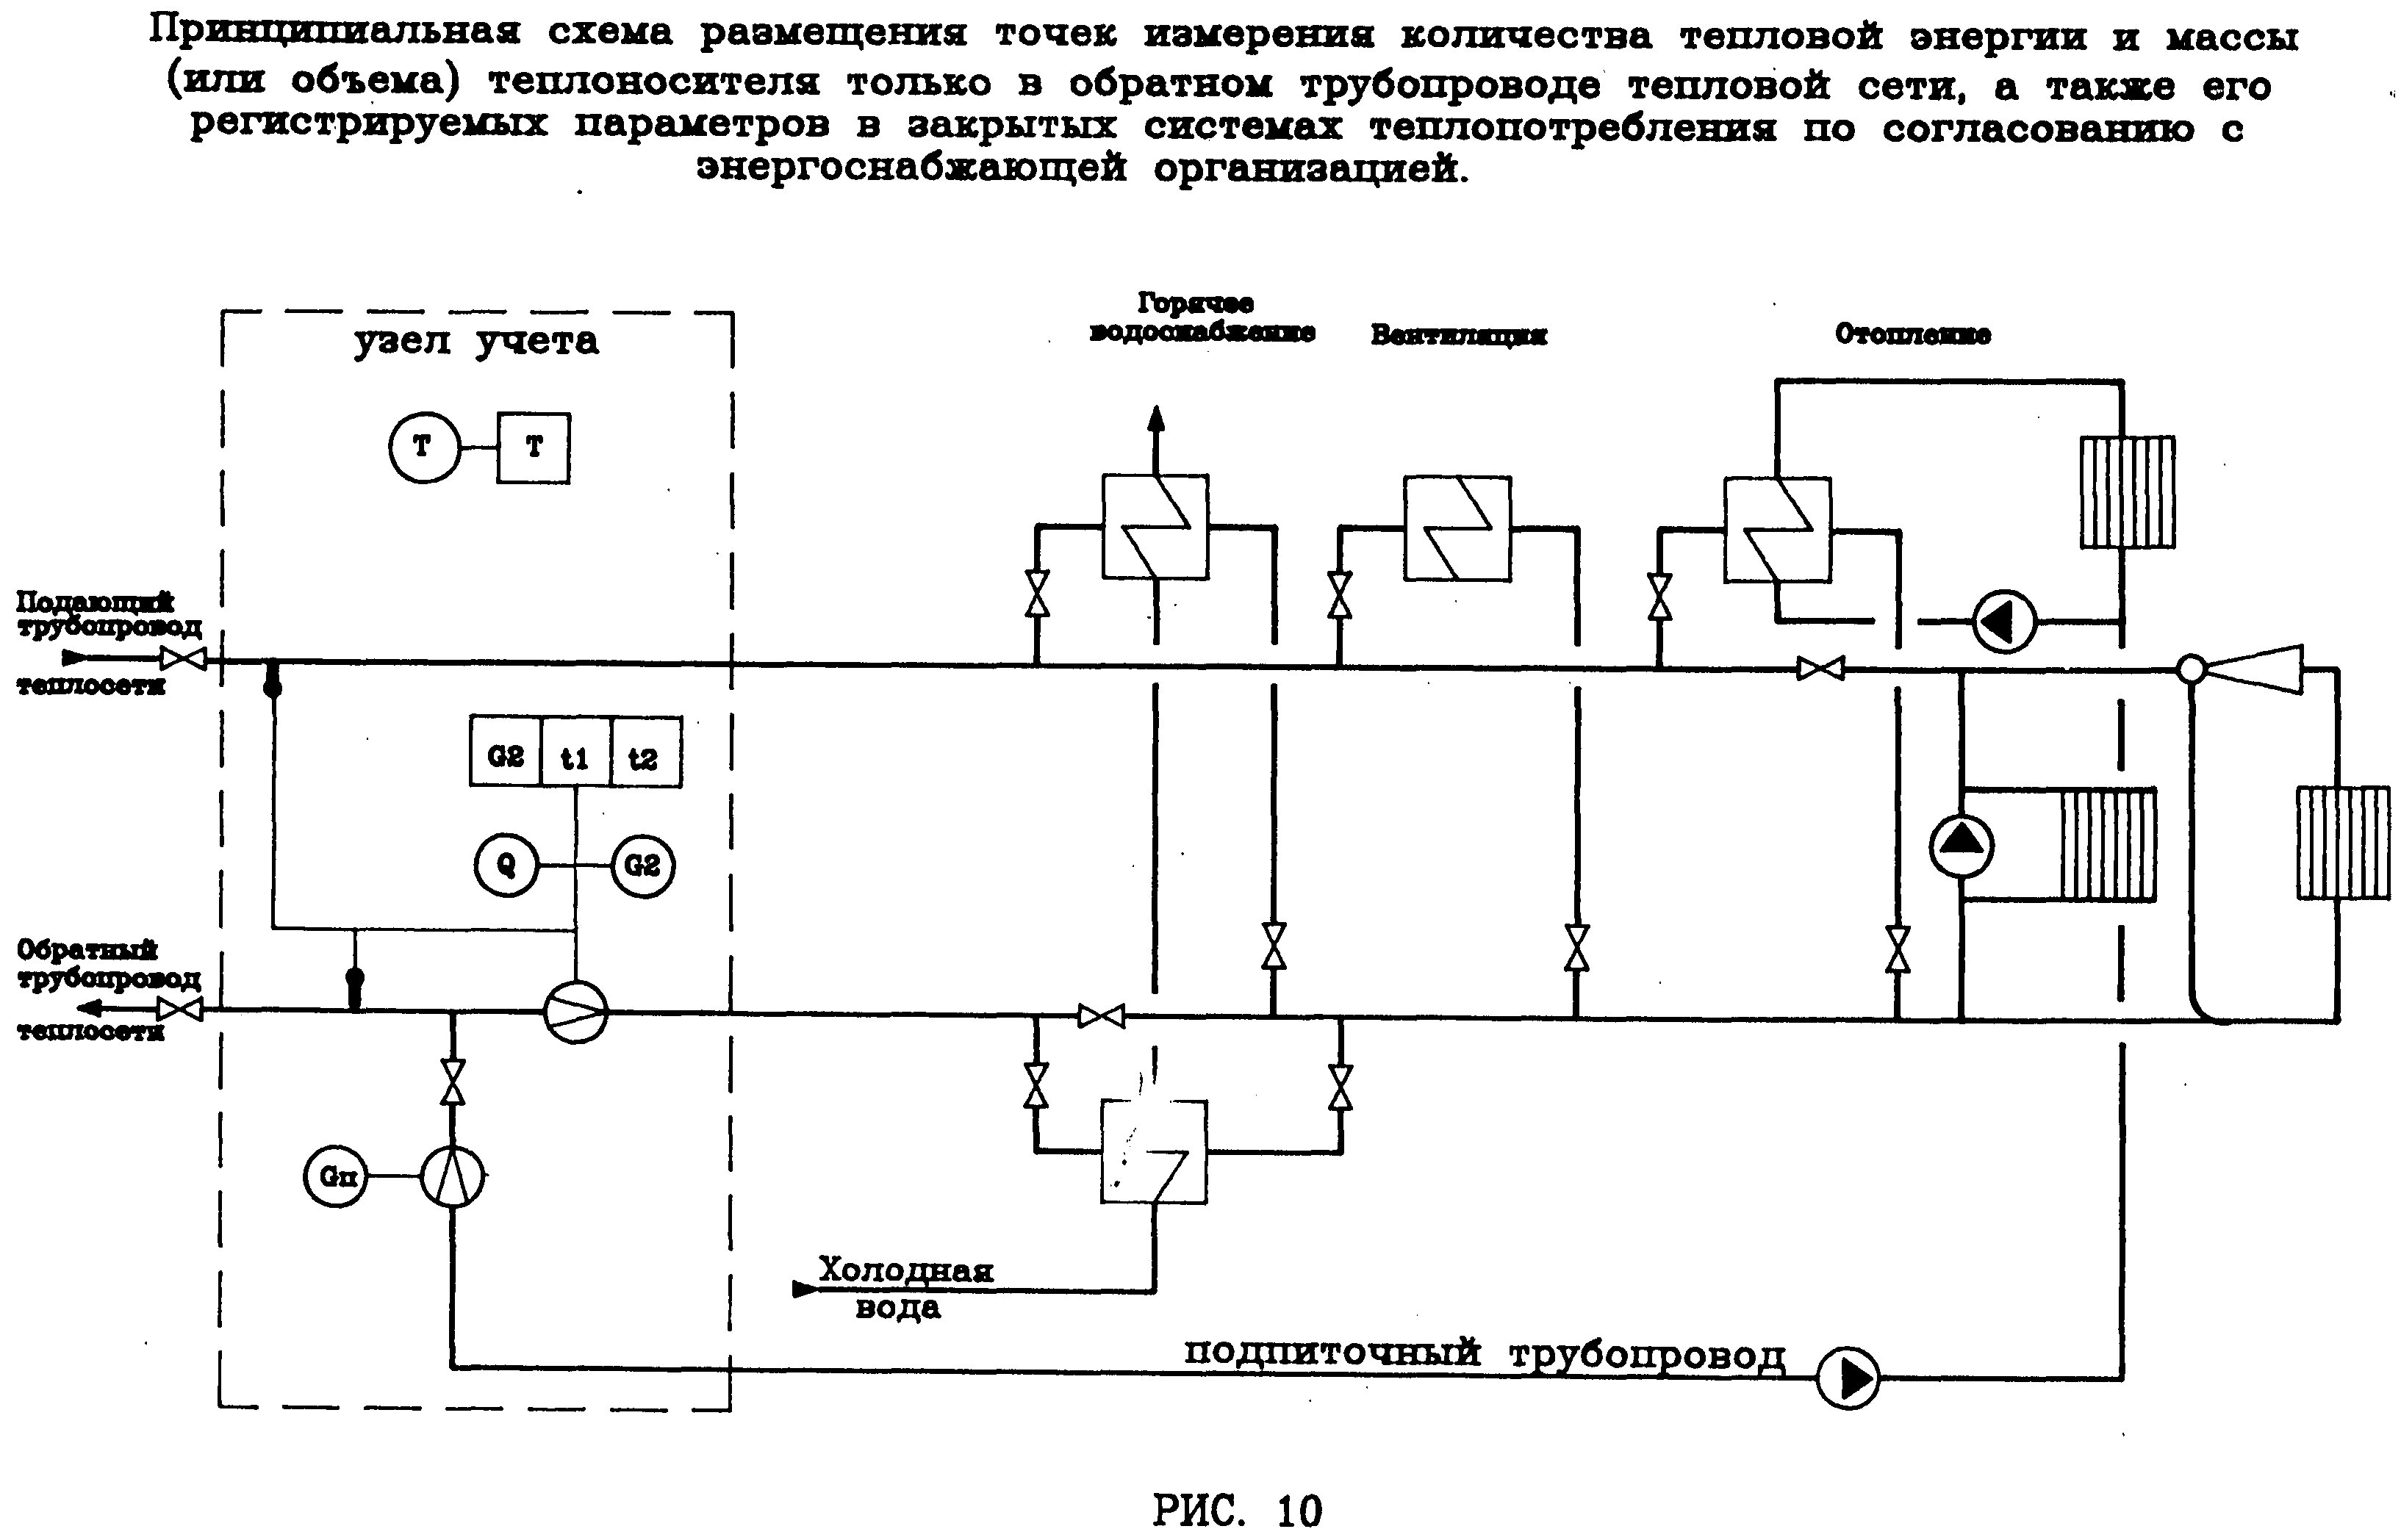 Принципиальная схема размещения точек измерения количества тепловой энергии и массы
(или объема) теплоносителя только в обратном трубопроводе тепловой сети, а также его
регистрируемых параметров в закрытых системах теплопотребления по согласованию с
энергоснабжающей организацией.
узел учета
Горячее
водоснабжение
Вентиляция
Отопление
T
T
Подающий
трубопровод
теплосети
G2
t1
t2
Q
G2
Обратный
трубопровод
теплосети
Gп
Холодная
вода
подпиточный трубопровод
РИС. 10